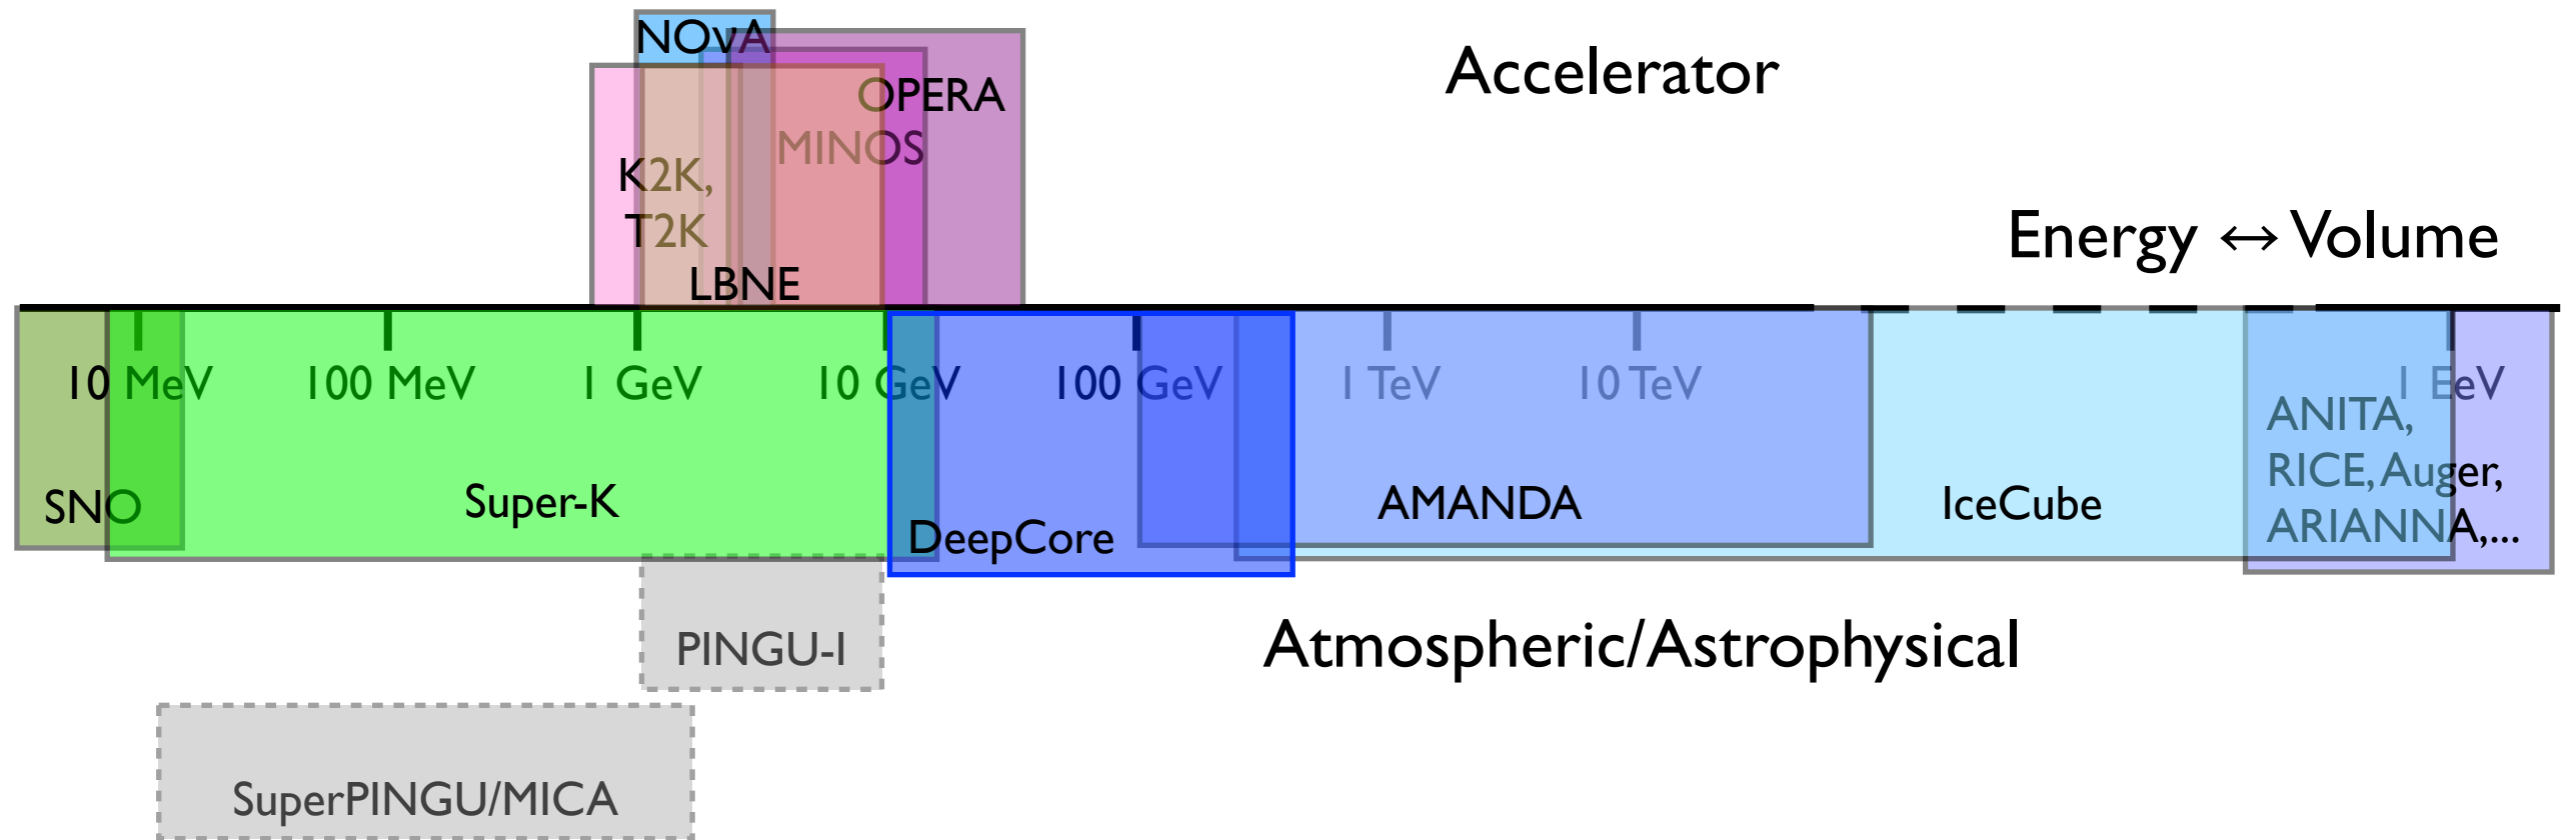 NOvA
Accelerator
OPERA
MINOS
K2K,
T2K
LBNE
Energy ↔ Volume
10 MeV
100 MeV
1 GeV
10 GeV
100 GeV
1 TeV
10 TeV
1 EeV
SNO
Super-K
DeepCore
AMANDA
IceCube
ANITA,
RICE, Auger,
ARIANNA,...
PINGU-I
Atmospheric/Astrophysical
SuperPINGU/MICA